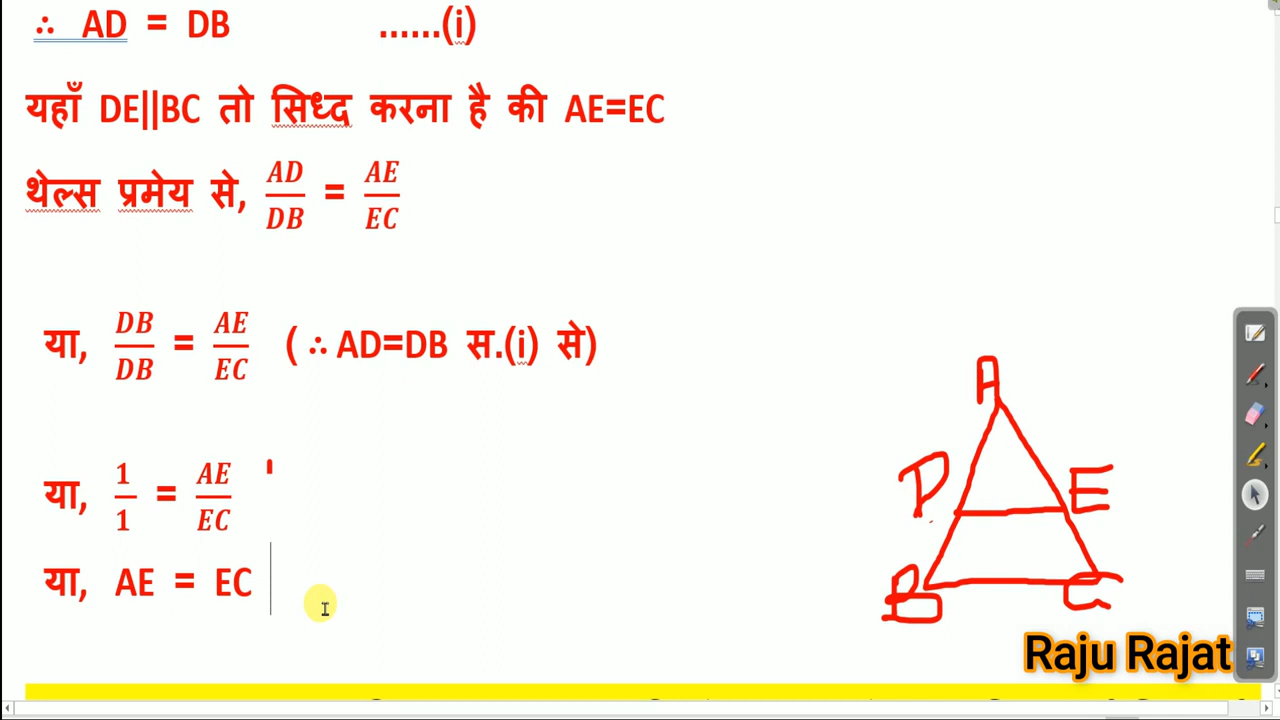 ∴ AD = DB ......(i)
यहाँ DE||BC तो सिध्द करना है की AE=EC
थेल्स प्रमेय से, AD/DB = AE/EC
या, DB/DB = AE/EC ( ∴ AD=DB स.(i) से)
या, 1/1 = AE/EC
या, AE = EC
A
D
E
B
C
Raju Rajat